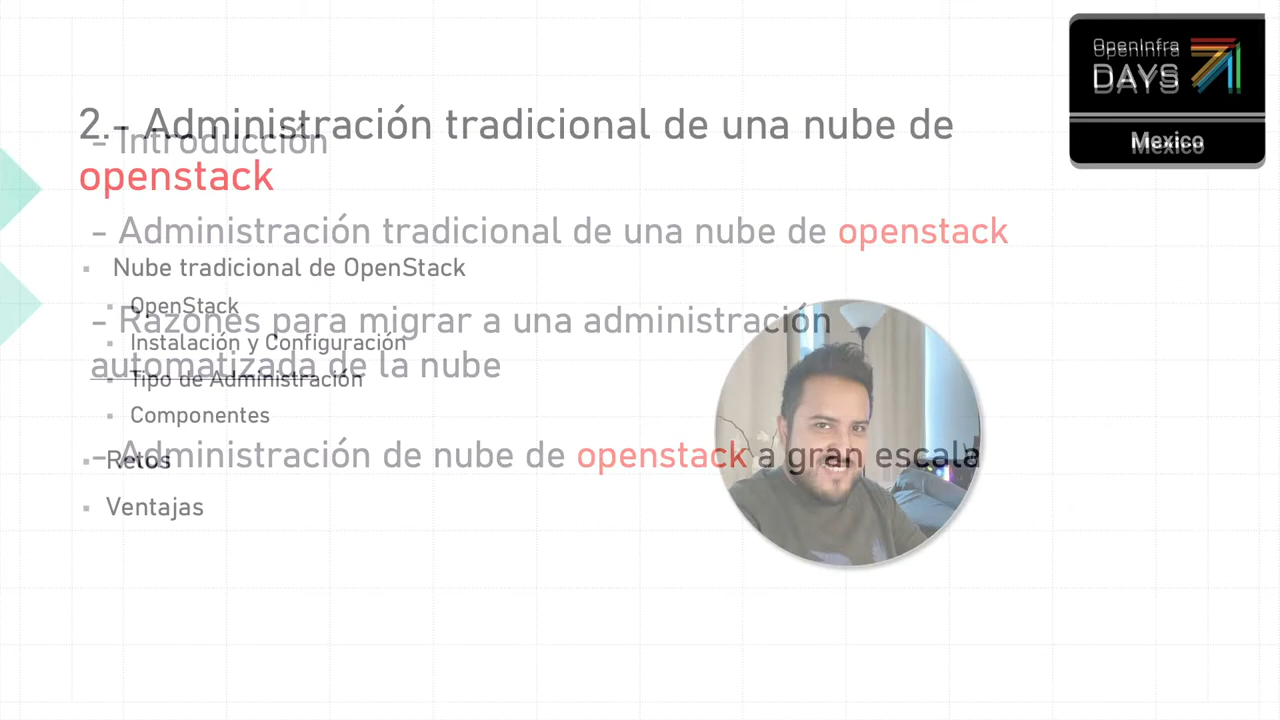 OpenInfra
DAYS
Mexico
2.- Administración tradicional de una nube de
openstack
▪ Nube tradicional de OpenStack
▪ OpenStack
▪ Instalación y Configuración
▪ Tipo de Administración
▪ Componentes
▪ Retos
▪ Ventajas
– Introducción
– Administración tradicional de una nube de openstack
– Razones para migrar a una administración
automatizada de la nube
– Administración de nube de openstack a gran escala